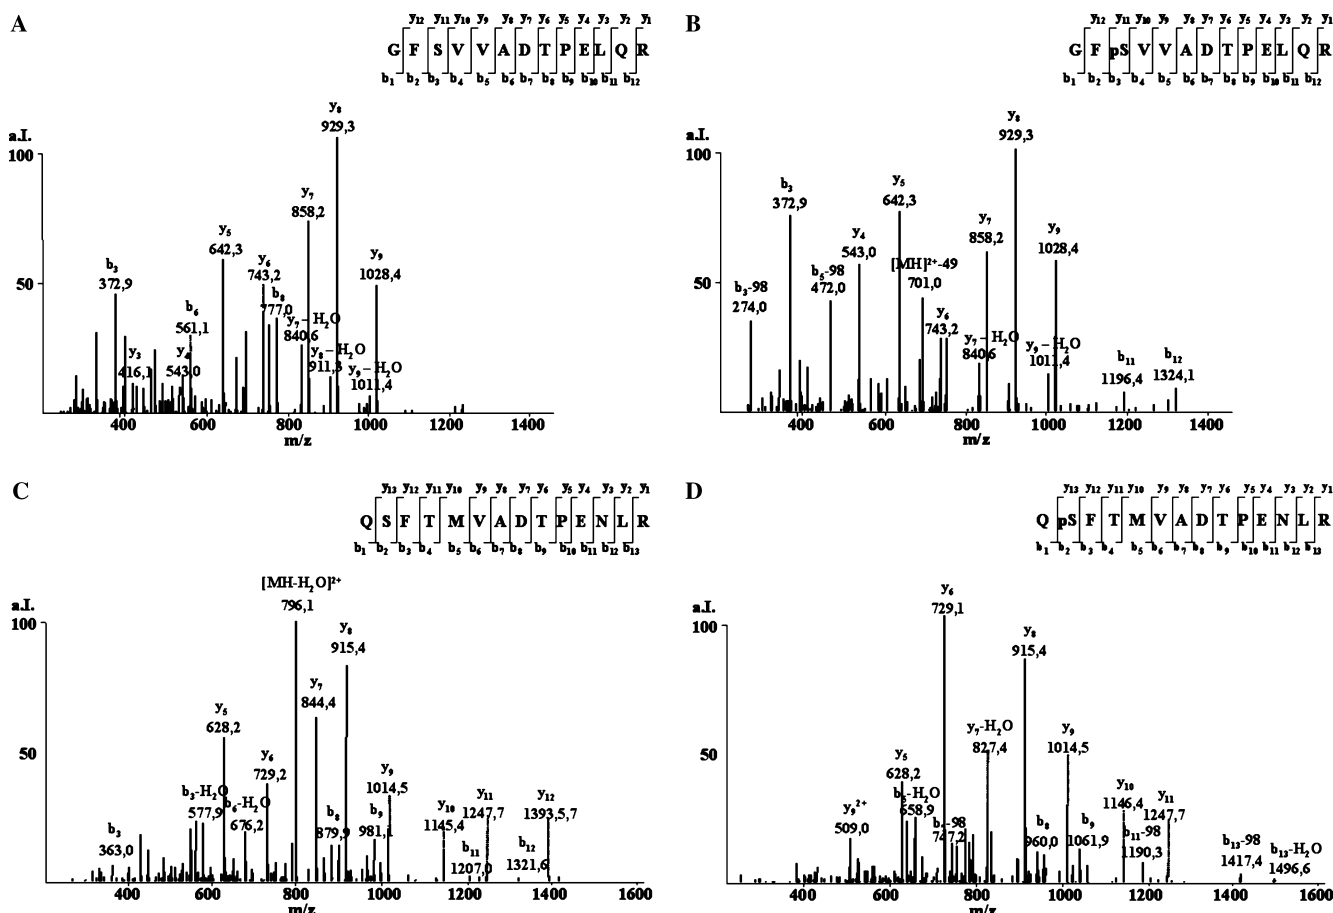 A
y12 y11 y10 y9 y8 y7 y6 y5 y4 y3 y2 y1
G F S V V A D T P E L Q R
b1 b2 b3 b4 b5 b6 b7 b8 b9 b10 b11 b12
a.I.
100
50
y8
929,3
y7
858,2
y5
642,3
y6
743,2
y9
1028,4
b3
372,9
b8
777,0
b6
561,1
y7 – H2O
840,6
y8 – H2O
911,3
y9 – H2O
1011,4
y3
416,1
y4
543,0
400 600 800 1000 1200 1400
m/z
B
y12 y11 y10 y9 y8 y7 y6 y5 y4 y3 y2 y1
G F pS V V A D T P E L Q R
b1 b2 b3 b4 b5 b6 b7 b8 b9 b10 b11 b12
a.I.
100
50
y8
929,3
b3
372,9
y5
642,3
y7
858,2
y4
543,0
y9
1028,4
[MH]2+-49
701,0
b5-98
472,0
b3-98
274,0
y6
743,2
y7 – H2O
840,6
y9 – H2O
1011,4
b11
1196,4
b12
1324,1
400 600 800 1000 1200 1400
m/z
C
y13 y12 y11 y10 y9 y8 y7 y6 y5 y4 y3 y2 y1
Q S F T M V A D T P E N L R
b1 b2 b3 b4 b5 b6 b7 b8 b9 b10 b11 b12 b13
a.I.
100
50
[MH-H2O]2+
796,1
y8
915,4
y7
844,4
y5
628,2
y6
729,2
y9
1014,5
b3-H2O
577,9
b6-H2O
676,2
b3
363,0
b8
879,9
b9
981,1
y10
1145,4
y11
1247,7
y12
1393,5,7
b11
1207,0
b12
1321,6
400 600 800 1000 1200 1400 1600
m/z
D
y13 y12 y11 y10 y9 y8 y7 y6 y5 y4 y3 y2 y1
Q pS F T M V A D T P E N L R
b1 b2 b3 b4 b5 b6 b7 b8 b9 b10 b11 b12 b13
a.I.
100
50
y6
729,1
y8
915,4
y7-H2O
827,4
y9
1014,5
y5
628,2
-H2O
658,9
y9 2+
509,0
-98
747,2
b8
960,0
b9
1061,9
y10
1146,4
y11
1247,7
b11-98
1190,3
b13-98
1417,4
b13-H2O
1496,6
400 600 800 1000 1200 1400 1600
m/z